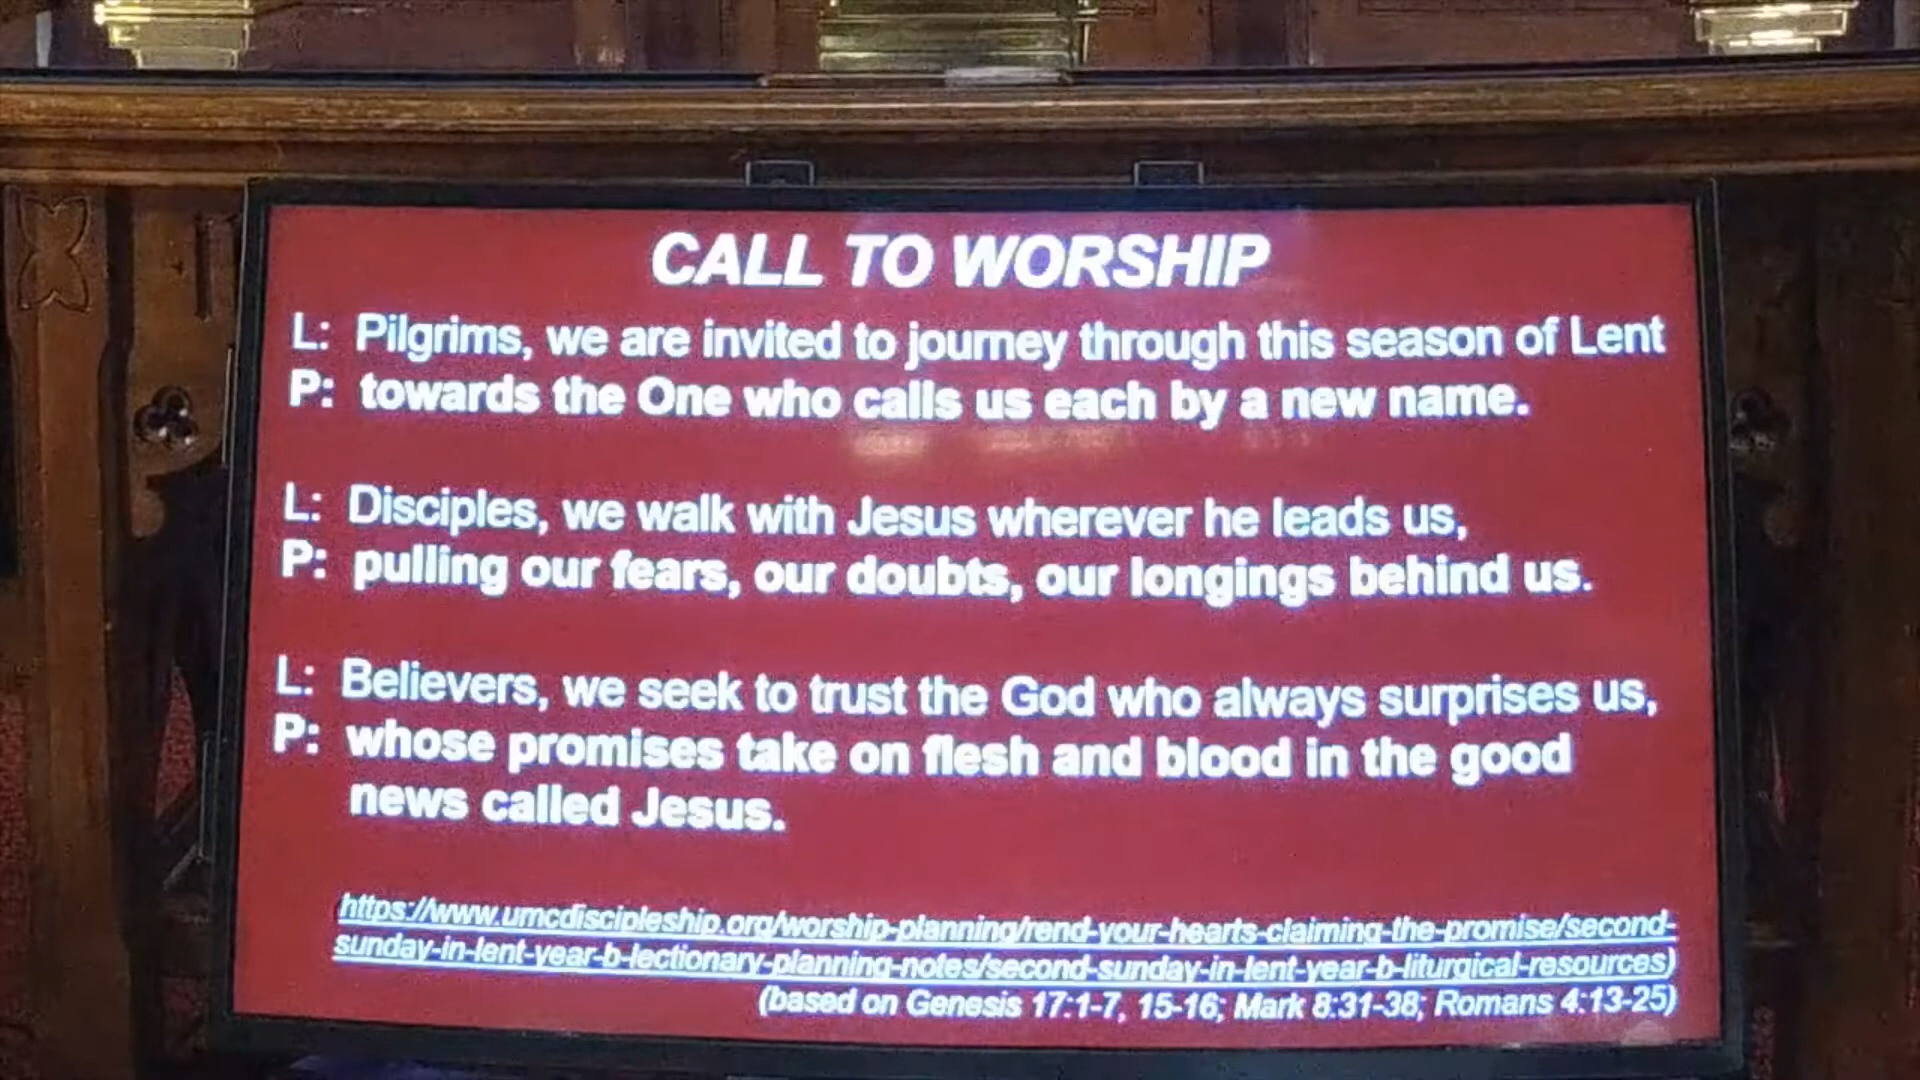 CALL TO WORSHIP
L: Pilgrims, we are invited to journey through this season of Lent
P: towards the One who calls us each by a new name.
L: Disciples, we walk with Jesus wherever he leads us,
P: pulling our fears, our doubts, our longings behind us.
L: Believers, we seek to trust the God who always surprises us,
P: whose promises take on flesh and blood in the good
news called Jesus.
https://www.umcdiscipleship.org/worship-planning/rend-your-hearts-claiming-the-promise/second-
sunday-in-lent-year-b-lectionary-planning-notes/second-sunday-in-lent-year-b-liturgical-resources)
(based on Genesis 17:1-7, 15-16; Mark 8:31-38; Romans 4:13-25)